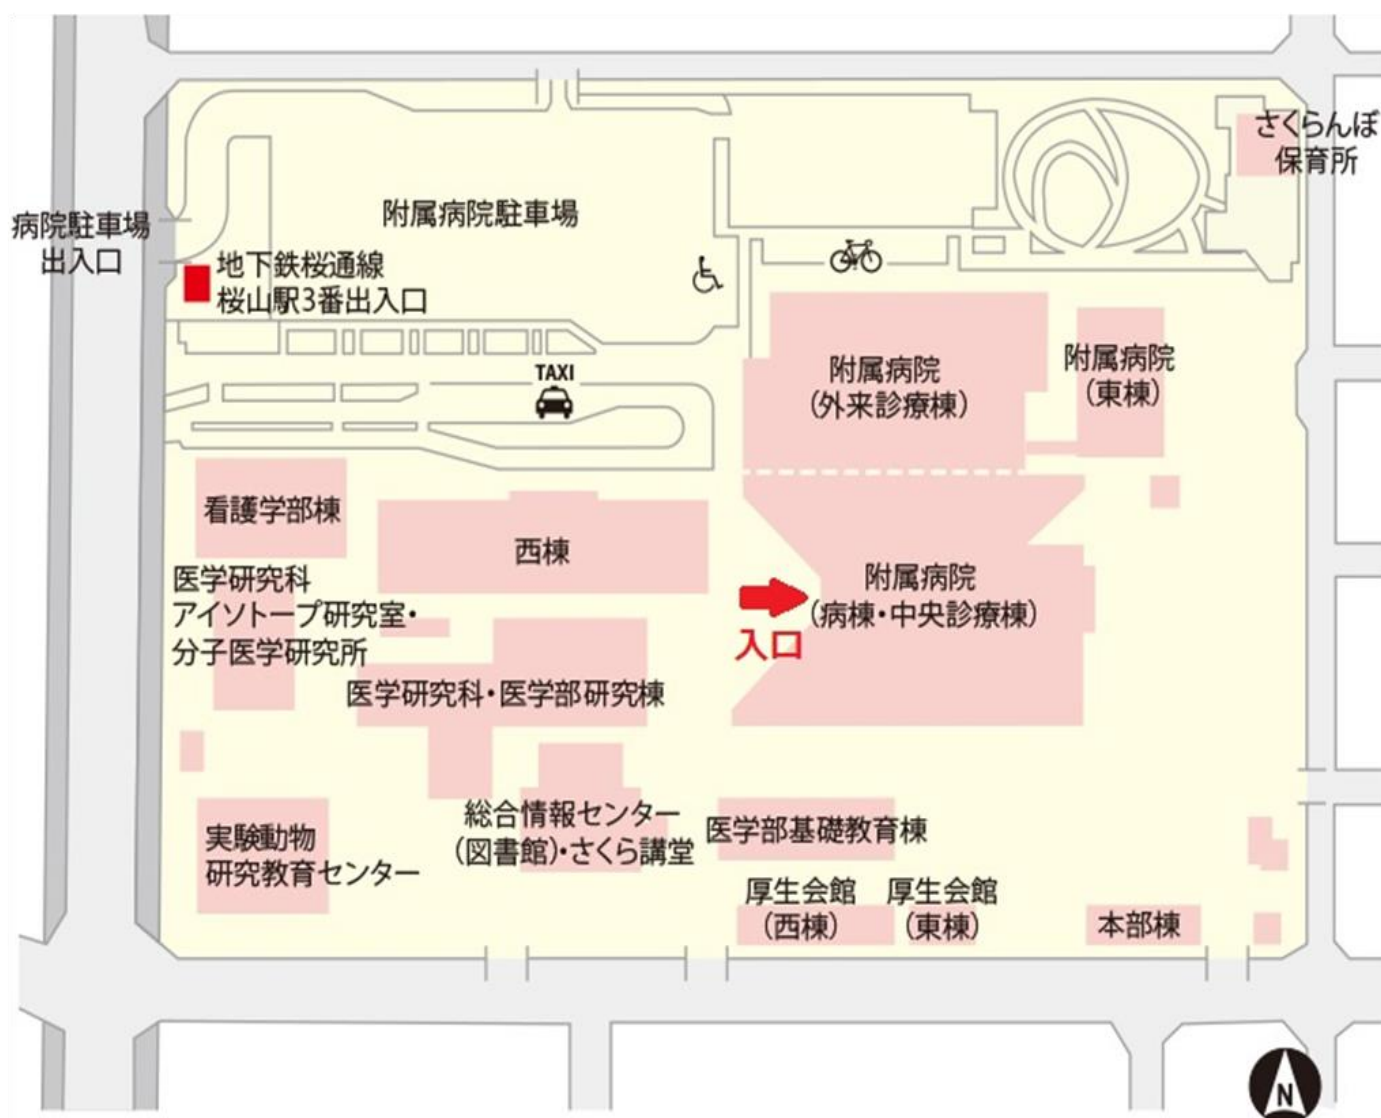 さくらんぼ
保育所
病院駐車場
出入口
附属病院駐車場
地下鉄桜通線
桜山駅3番出入口
附属病院
(外来診療棟)
附属病院
(東棟)
TAXI
看護学部棟
西棟
医学研究科
アイソトープ研究室・
分子医学研究所
附属病院
(病棟・中央診療棟)
入口
医学研究科・医学部研究棟
総合情報センター
(図書館)・さくら講堂
医学部基礎教育棟
実験動物
研究教育センター
厚生会館
(西棟)
厚生会館
(東棟)
本部棟
N